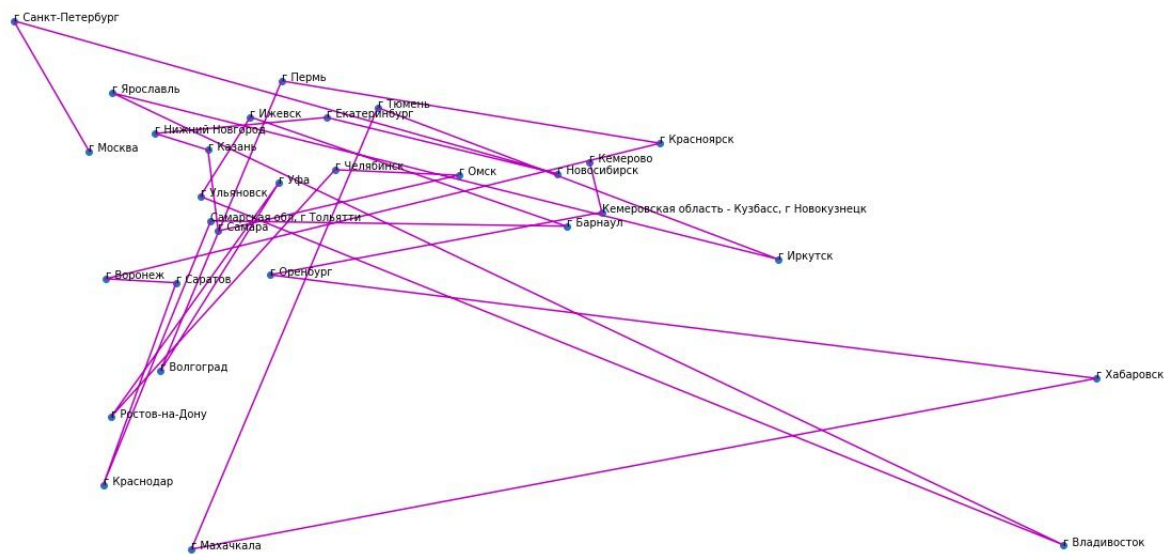 г Санкт-Петербург
г Пермь
г Ярославль
г Тюмень
г Ижевск
г Екатеринбург
г Нижний Новгород
г Красноярск
г Москва
г Казань
г Кемерово
г Челябинск
г Омск
г Новосибирск
г Уфа
г Ульяновск
Кемеровская область - Кузбасс, г Новокузнецк
Самарская обл, г Тольятти
г Самара
г Барнаул
г Иркутск
г Воронеж
г Саратов
г Оренбург
г Волгоград
г Хабаровск
г Ростов-на-Дону
г Краснодар
г Махачкала
г Владивосток